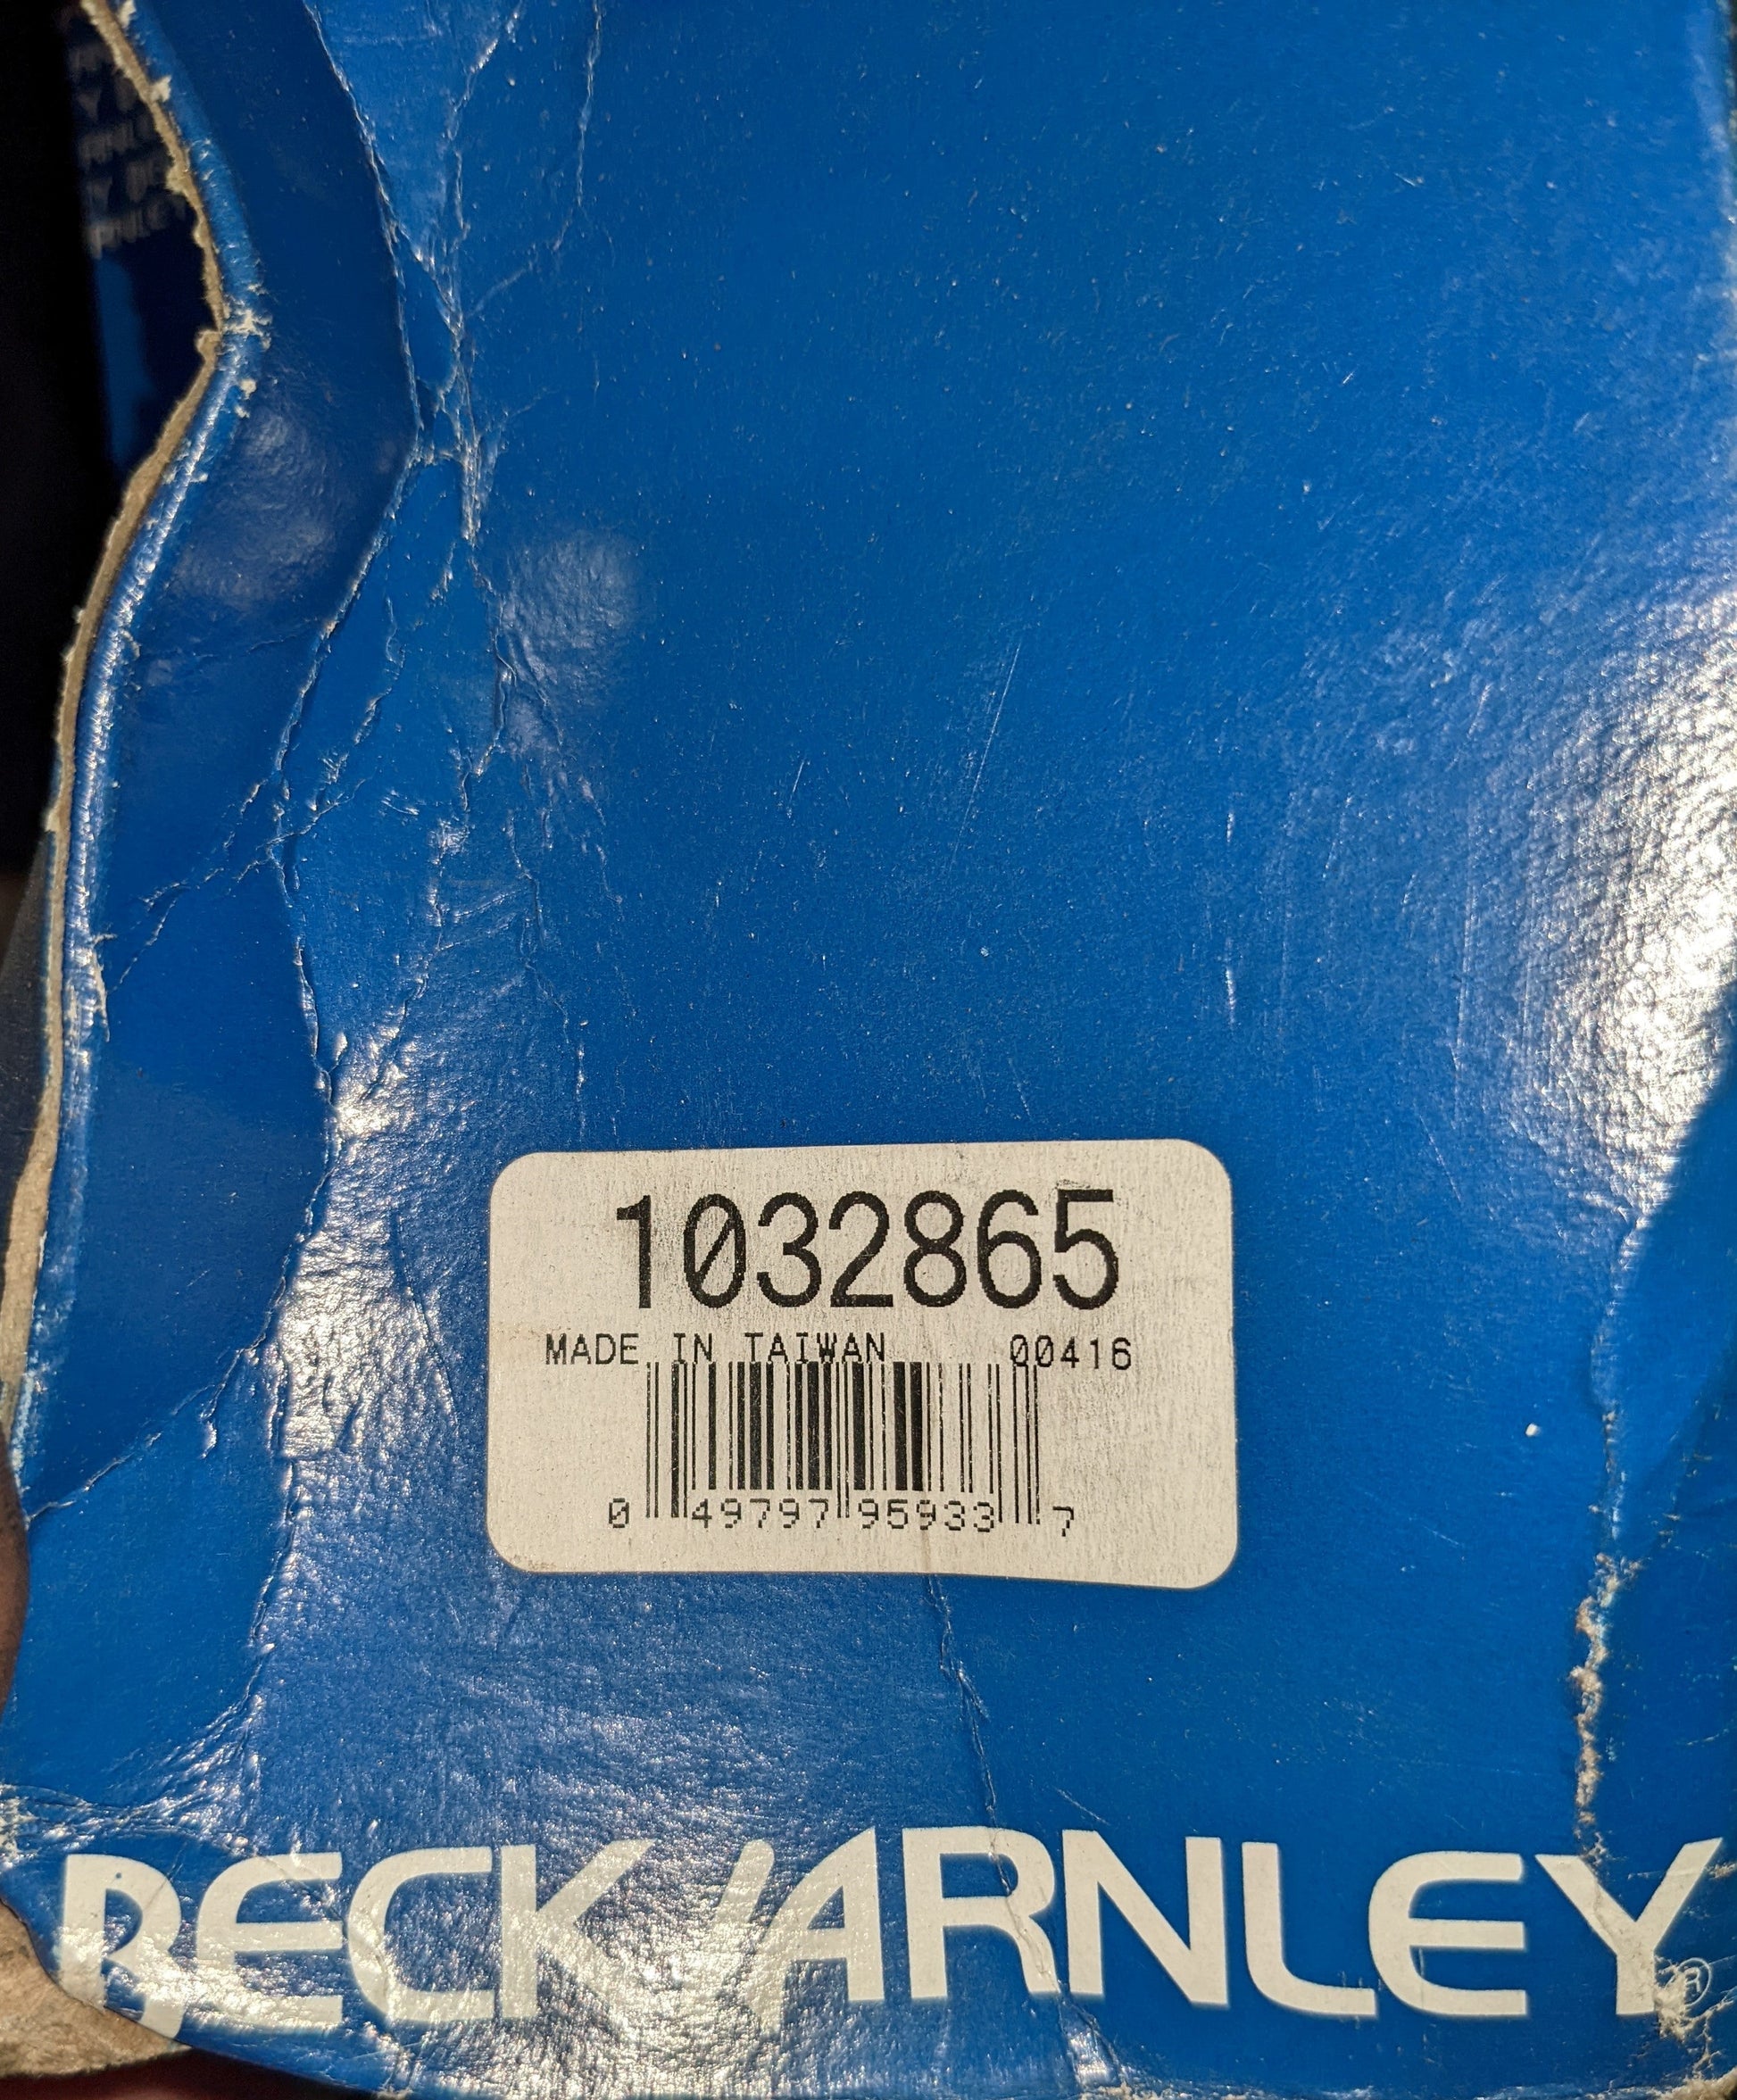 1032865
MADE IN TAIWAN 00416
0 49797 95933 7
BECK/ARNLEY®